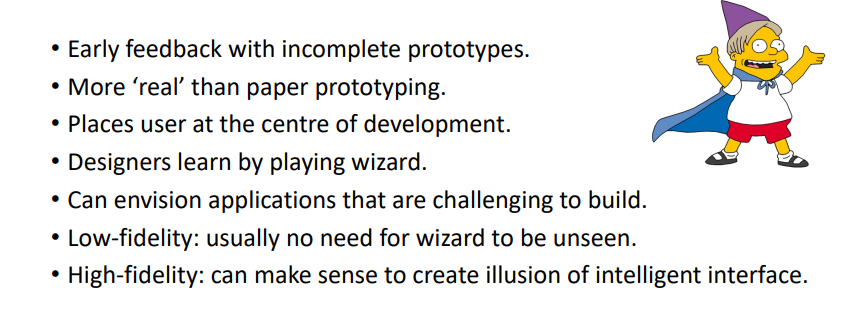 • Early feedback with incomplete prototypes.
• More ‘real’ than paper prototyping.
• Places user at the centre of development.
• Designers learn by playing wizard.
• Can envision applications that are challenging to build.
• Low-fidelity: usually no need for wizard to be unseen.
• High-fidelity: can make sense to create illusion of intelligent interface.